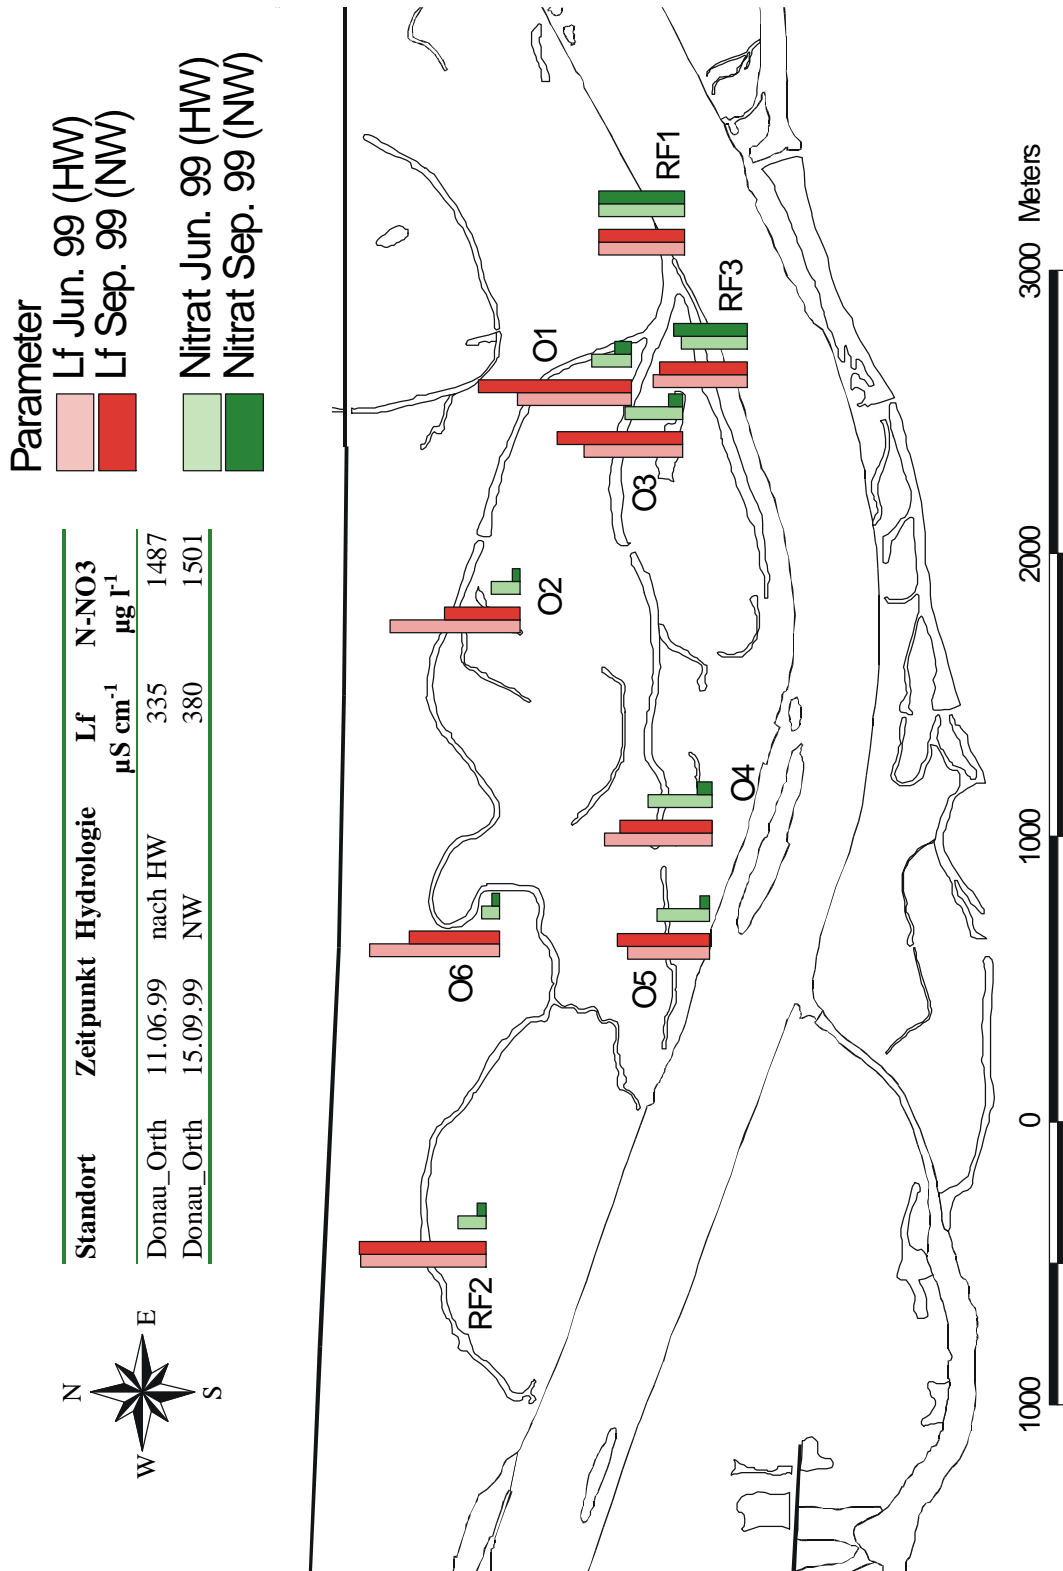 Parameter
Lf Jun. 99 (HW)
Lf Sep. 99 (NW)
Nitrat Jun. 99 (HW)
Nitrat Sep. 99 (NW)
Standort Zeitpunkt Hydrologie Lf N-NO3
µS cm-1 µg l-1
Donau_Orth 11.06.99 nach HW 335 1487
Donau_Orth 15.09.99 NW 380 1501
N
W E
S
RF2
O6
O5
O4
O2
O3
O1
RF3
RF1
1000 0 1000 2000 3000 Meters